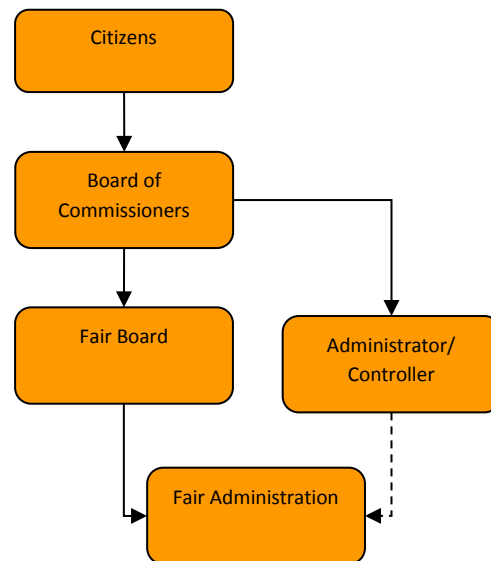 Citizens
Board of
Commissioners
Fair Board
Administrator/
Controller
Fair Administration